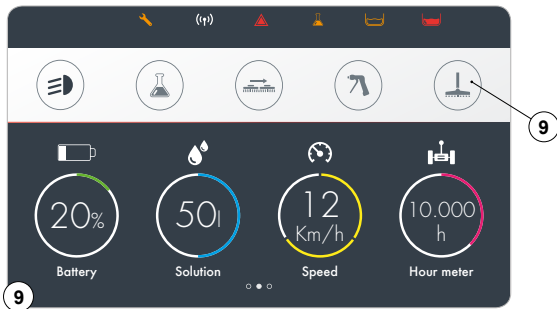 9
20%
50l
12
Km/h
10.000
h
Battery
Solution
Speed
Hour meter
9